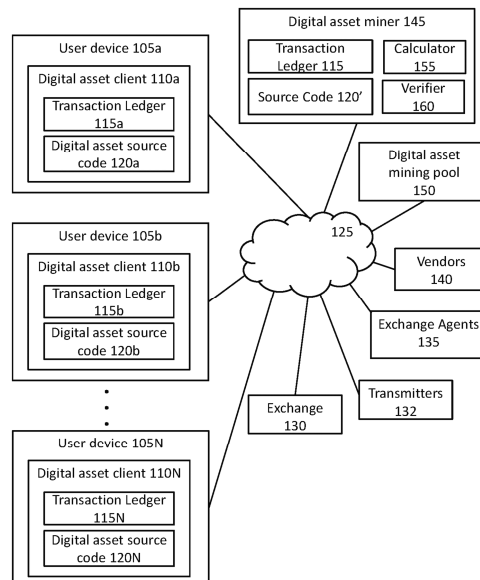 User device 105a
Digital asset client 110a
Transaction Ledger
115a
Digital asset source
code 120a
User device 105b
Digital asset client 110b
Transaction Ledger
115b
Digital asset source
code 120b
User device 105N
Digital asset client 110N
Transaction Ledger
115N
Digital asset source
code 120N
Digital asset miner 145
Transaction
Ledger 115
Calculator
155
Source Code 120'
Verifier
160
Digital asset
mining pool
150
125
Vendors
140
Exchange Agents
135
Transmitters
132
Exchange
130